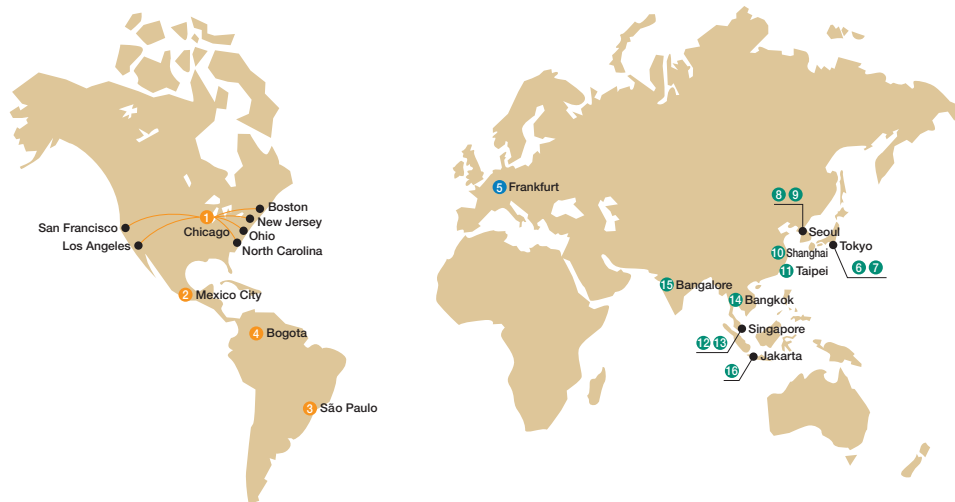 Boston
San Francisco
1
New Jersey
Chicago
Ohio
Los Angeles
North Carolina
2 Mexico City
4 Bogota
3 São Paulo
5 Frankfurt
8 9
Seoul
Tokyo
10 Shanghai
6 7
11 Taipei
15 Bangalore
14 Bangkok
Singapore
12 13
Jakarta
16